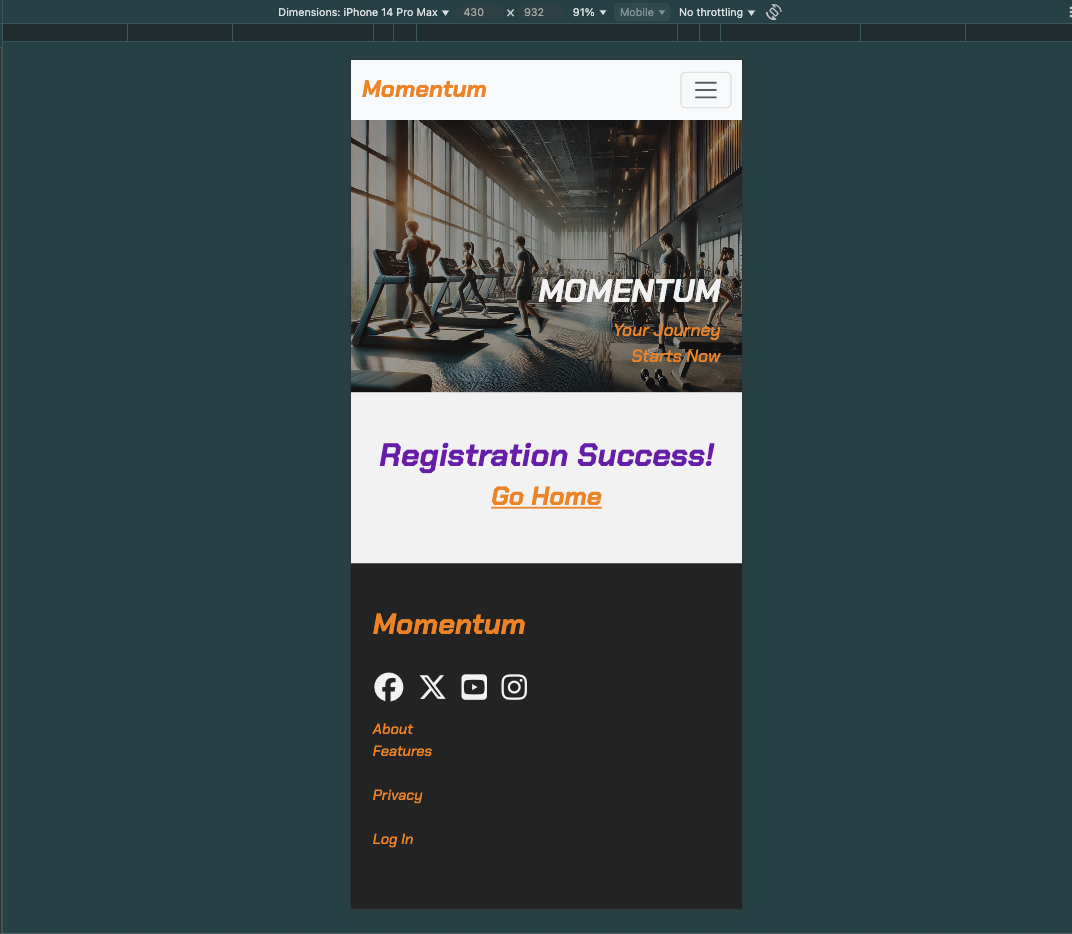 Dimensions: iPhone 14 Pro Max 430 × 932 91% Mobile No throttling
Momentum
MOMENTUM
Your Journey
Starts Now
Registration Success!
Go Home
Momentum
About
Features
Privacy
Log In